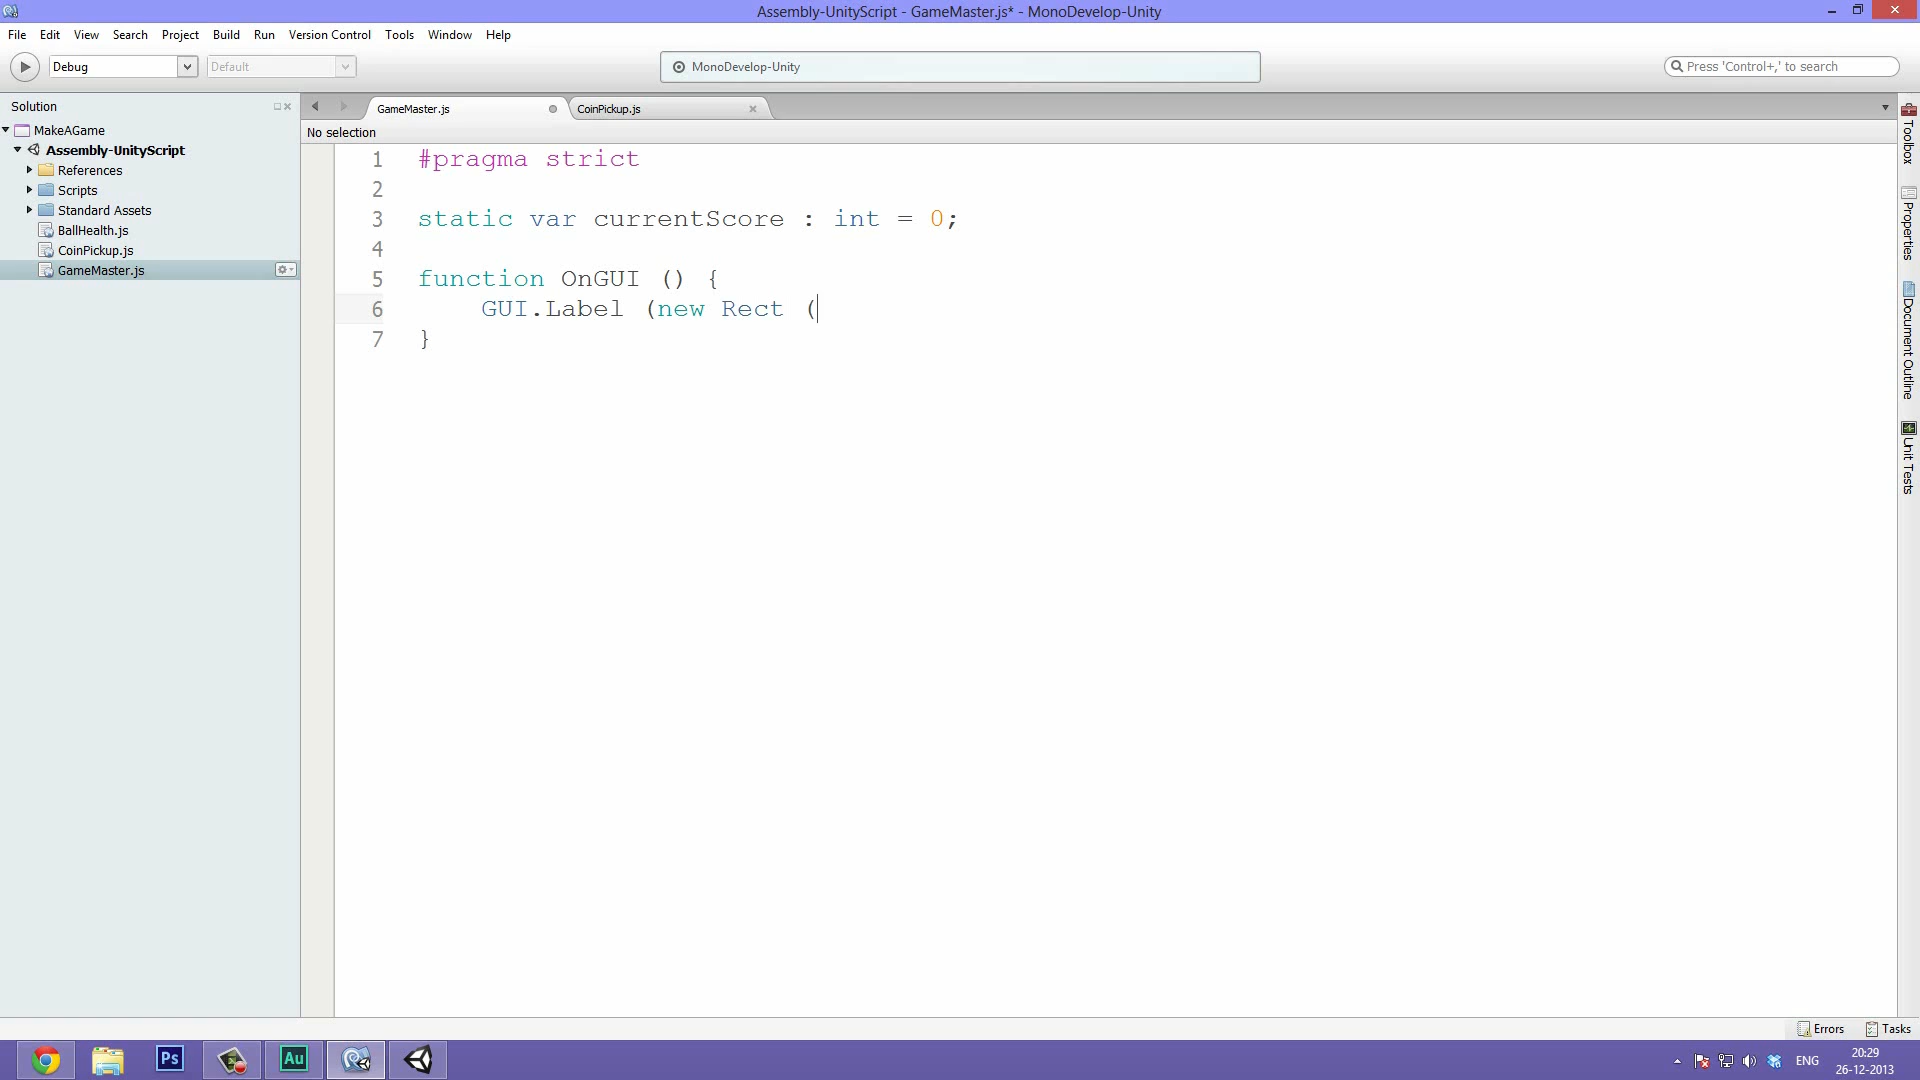 Assembly-UnityScript - GameMaster.js* - MonoDevelop-Unity
File Edit View Search Project Build Run Version Control Tools Window Help
Debug Default MonoDevelop-Unity Press 'Control+,' to search
Solution
MakeAGame
Assembly-UnityScript
References
Scripts
Standard Assets
BallHealth.js
CoinPickup.js
GameMaster.js
GameMaster.js CoinPickup.js
No selection
1 #pragma strict
2
3 static var currentScore : int = 0;
4
5 function OnGUI () {
6 GUI.Label (new Rect (
7 }
Toolbox
Properties
Document Outline
Unit Tests
Errors Tasks
Ps Au ENG 20:29
26-12-2013